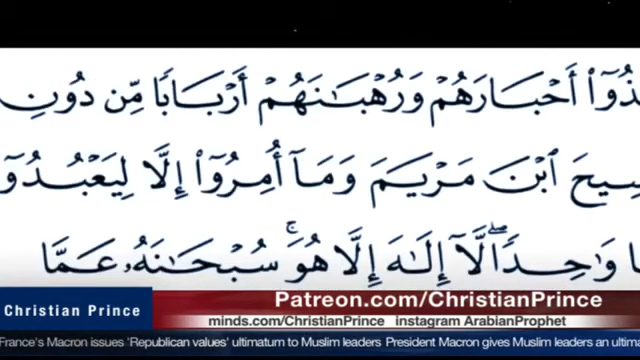 ذُوٓا۟ أَحْبَارَهُمْ وَرُهْبَـٰنَهُمْ أَرْبَابًا مِّن دُونِ
سِيحَ ٱبْنَ مَرْيَمَ وَمَآ أُمِرُوٓا۟ إِلَّا لِيَعْبُدُوٓ
ا وَٰحِدًا ۖ لَّآ إِلَـٰهَ إِلَّا هُوَ ۚ سُبْحَـٰنَهُۥ عَمَّا
Christian Prince
Patreon.com/ChristianPrince
minds.com/ChristianPrince instagram ArabianProphet
France's Macron issues 'Republican values' ultimatum to Muslim leaders President Macron gives Muslim leaders an ultima